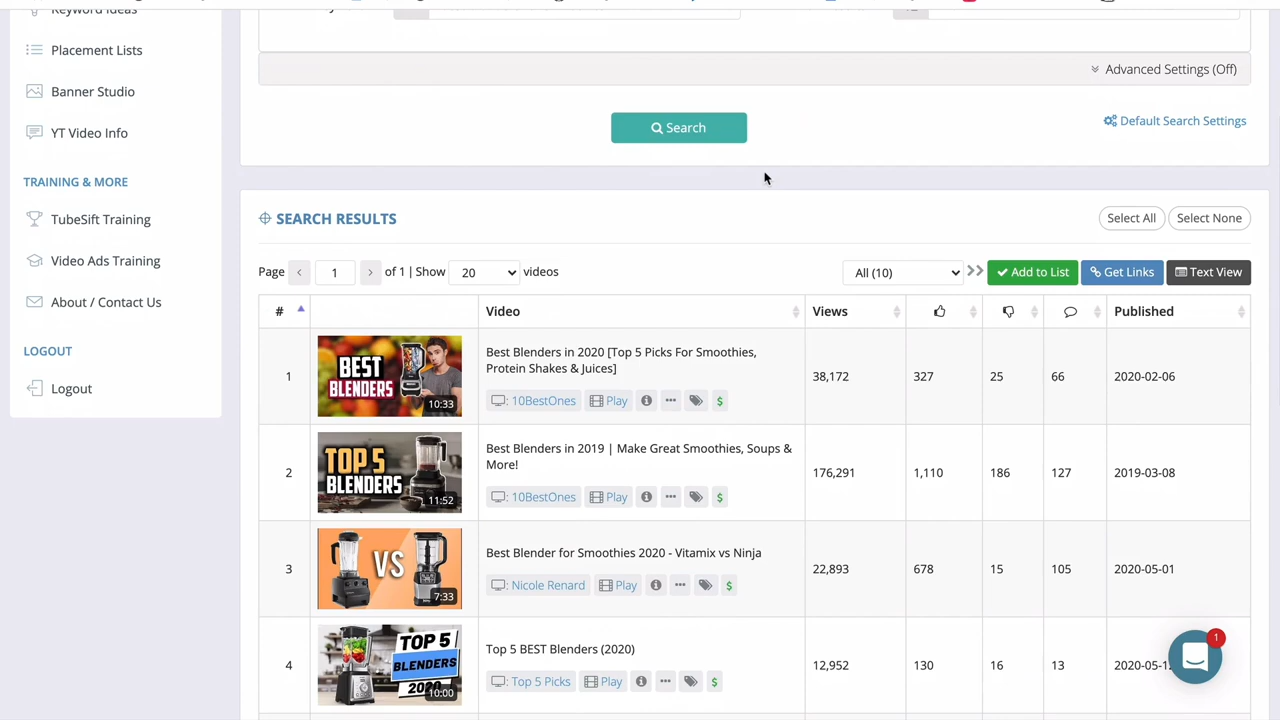 Keyword Ideas
Placement Lists
Banner Studio
YT Video Info
TRAINING & MORE
TubeSift Training
Video Ads Training
About / Contact Us
LOGOUT
Logout
Advanced Settings (Off)
Search
Default Search Settings
SEARCH RESULTS
Select All
Select None
Page < 1 > of 1 | Show 20 videos
All (10)
Add to List
Get Links
Text View
# Video Views Published
1
BEST
BLENDERS
10:33
Best Blenders in 2020 [Top 5 Picks For Smoothies,
Protein Shakes & Juices]
: 10BestOnes Play $
38,172 327 25 66 2020-02-06
2
TOP 5
BLENDERS
11:52
Best Blenders in 2019 | Make Great Smoothies, Soups &
More!
: 10BestOnes Play $
176,291 1,110 186 127 2019-03-08
3
VS
7:33
Best Blender for Smoothies 2020 - Vitamix vs Ninja
: Nicole Renard Play $
22,893 678 15 105 2020-05-01
4
TOP 5
BLENDERS
2020
10:00
Top 5 BEST Blenders (2020)
: Top 5 Picks Play $
12,952 130 16 13 2020-05-1
1